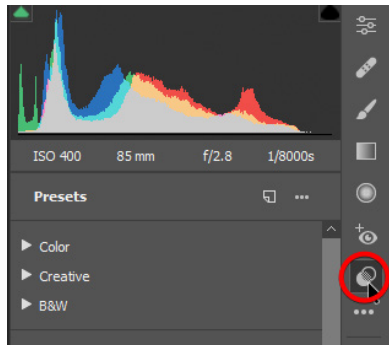 ISO 400 85 mm f/2.8 1/8000s
Presets
Color
Creative
B&W